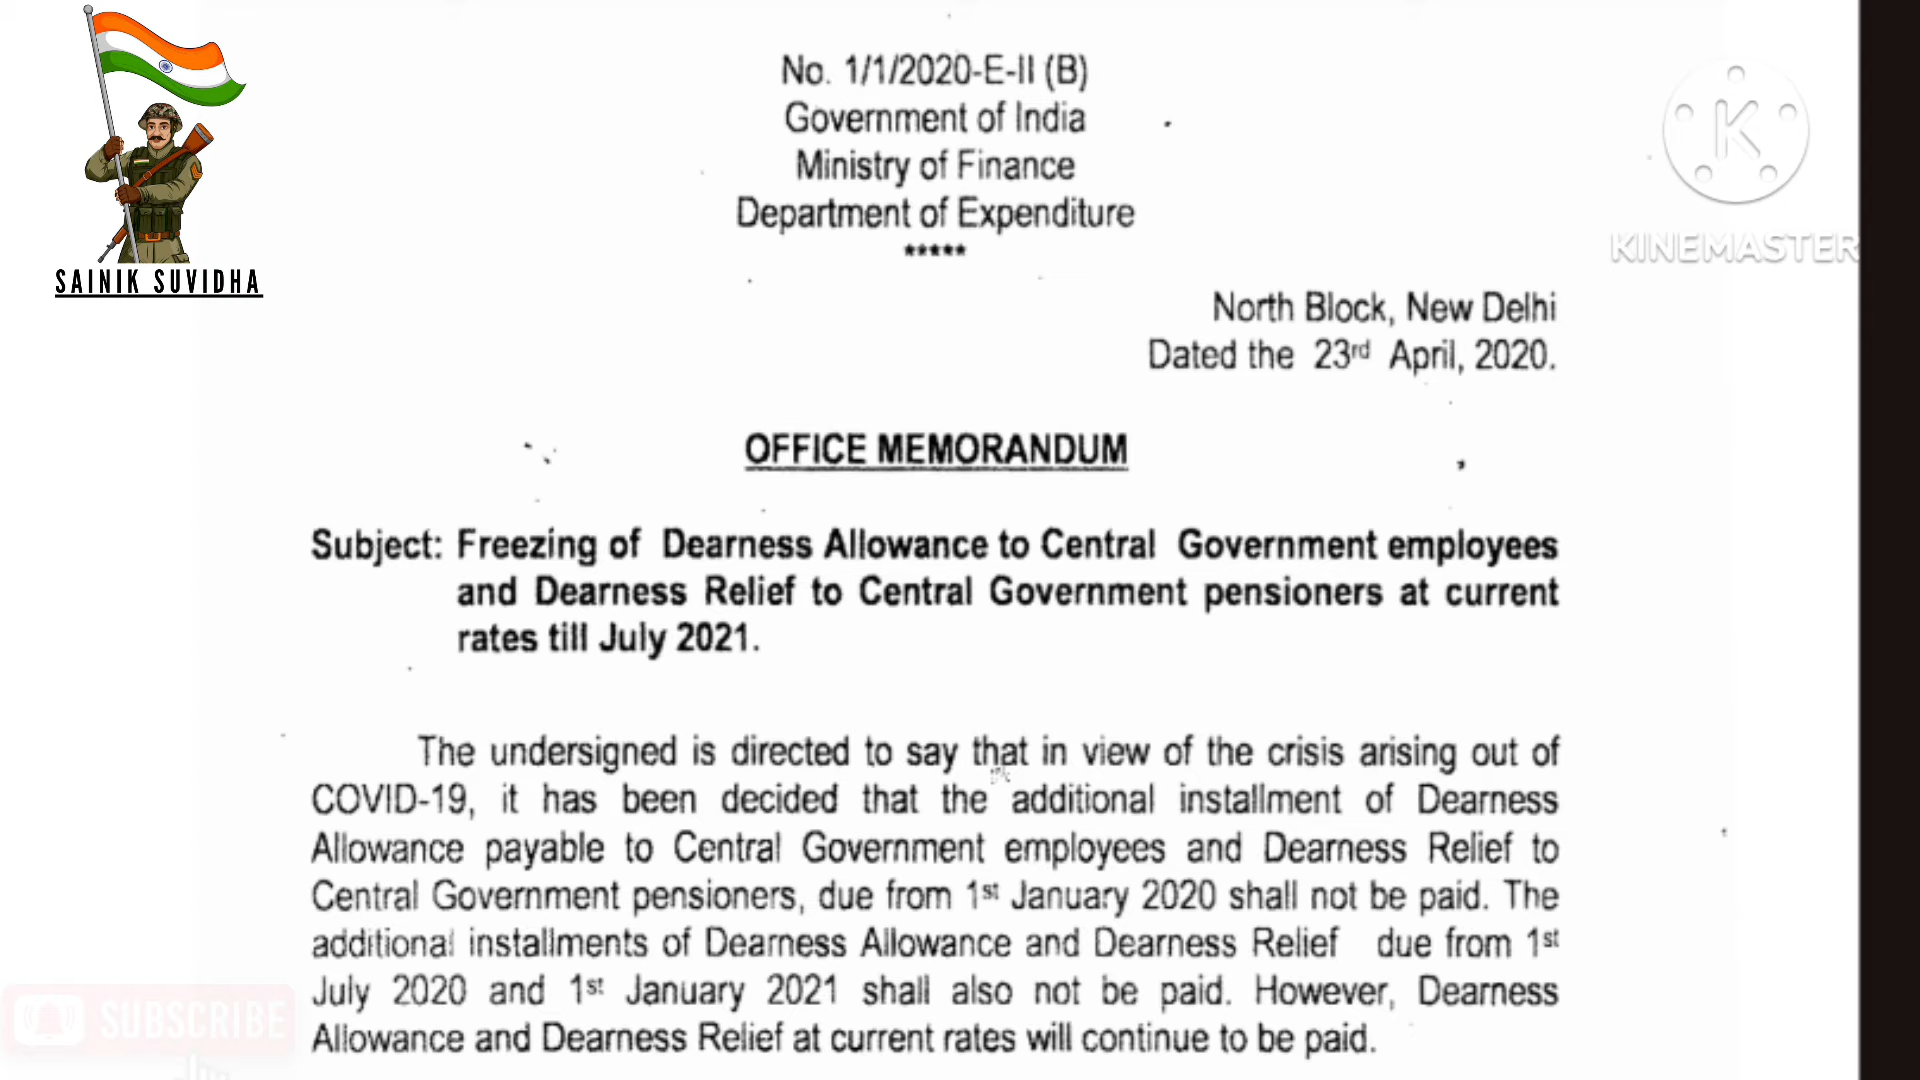 No. 1/1/2020-E-II (B)
Government of India
Ministry of Finance
Department of Expenditure
*****
SAINIK SUVIDHA
KINEMASTER
North Block, New Delhi
Dated the 23rd April, 2020.
OFFICE MEMORANDUM
Subject: Freezing of Dearness Allowance to Central Government employees
and Dearness Relief to Central Government pensioners at current
rates till July 2021.
The undersigned is directed to say that in view of the crisis arising out of
COVID-19, it has been decided that the additional installment of Dearness
Allowance payable to Central Government employees and Dearness Relief to
Central Government pensioners, due from 1st January 2020 shall not be paid. The
additional installments of Dearness Allowance and Dearness Relief due from 1st
July 2020 and 1st January 2021 shall also not be paid. However, Dearness
Allowance and Dearness Relief at current rates will continue to be paid.
SUBSCRIBE